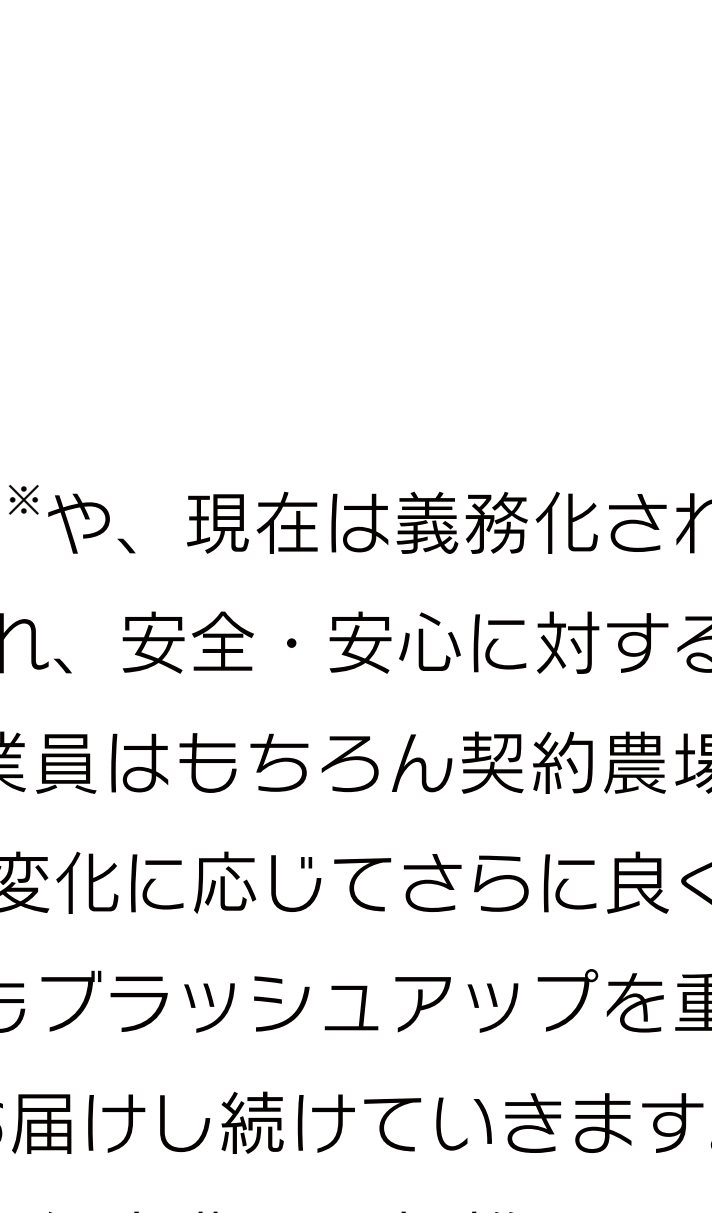 ※や、現在は義務化され
れ、安全・安心に対する
業員はもちろん契約農場
変化に応じてさらに良く
もブラッシュアップを重
お届けし続けていきます。